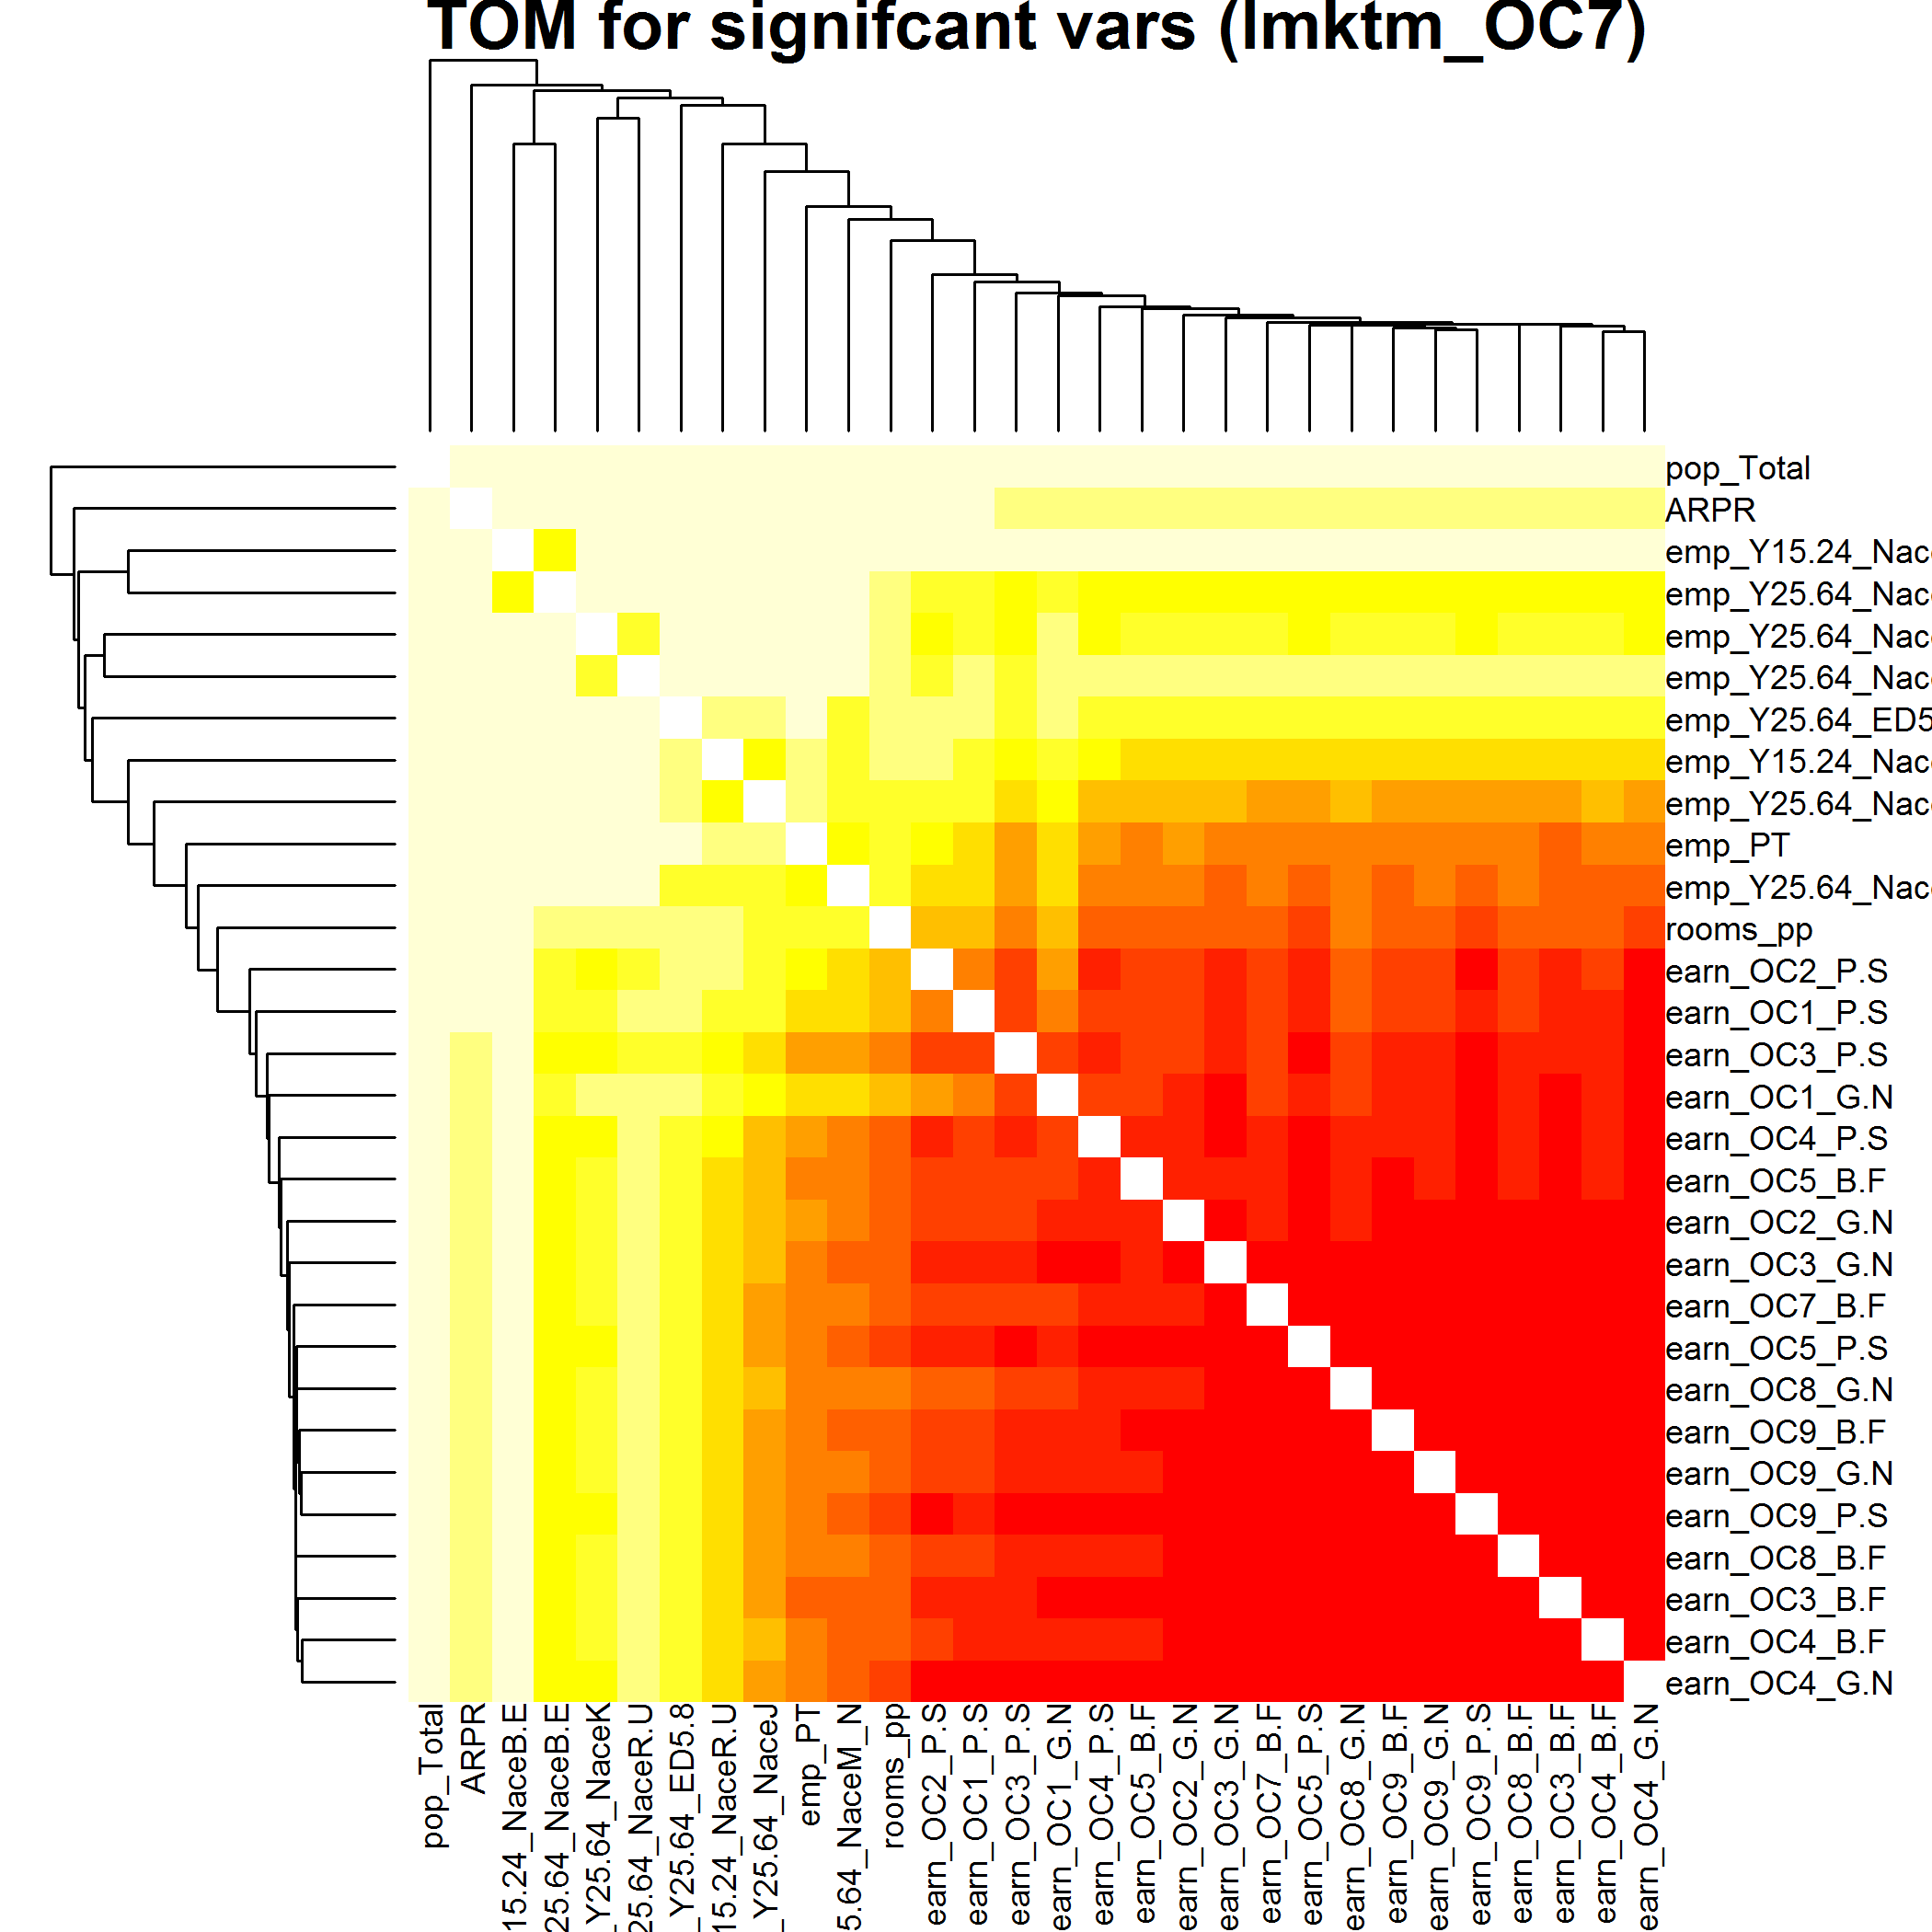 TOM for signifcant vars (lmktm_OC7)
pop_Total
ARPR
emp_Y15.24_Nac
emp_Y25.64_Nac
emp_Y25.64_Nac
emp_Y25.64_Nac
emp_Y25.64_ED5
emp_Y15.24_Nac
emp_Y25.64_Nac
emp_PT
emp_Y25.64_Nac
rooms_pp
earn_OC2_P.S
earn_OC1_P.S
earn_OC3_P.S
earn_OC1_G.N
earn_OC4_P.S
earn_OC5_B.F
earn_OC2_G.N
earn_OC3_G.N
earn_OC7_B.F
earn_OC5_P.S
earn_OC8_G.N
earn_OC9_B.F
earn_OC9_G.N
earn_OC9_P.S
earn_OC8_B.F
earn_OC3_B.F
earn_OC4_B.F
earn_OC4_G.N
pop_Total
ARPR
15.24_NaceB.E
25.64_NaceB.E
_Y25.64_NaceK
25.64_NaceR.U
_Y25.64_ED5.8
15.24_NaceR.U
_Y25.64_NaceJ
emp_PT
5.64_NaceM_N
rooms_pp
earn_OC2_P.S
earn_OC1_P.S
earn_OC3_P.S
earn_OC1_G.N
earn_OC4_P.S
earn_OC5_B.F
earn_OC2_G.N
earn_OC3_G.N
earn_OC7_B.F
earn_OC5_P.S
earn_OC8_G.N
earn_OC9_B.F
earn_OC9_G.N
earn_OC9_P.S
earn_OC8_B.F
earn_OC3_B.F
earn_OC4_B.F
earn_OC4_G.N